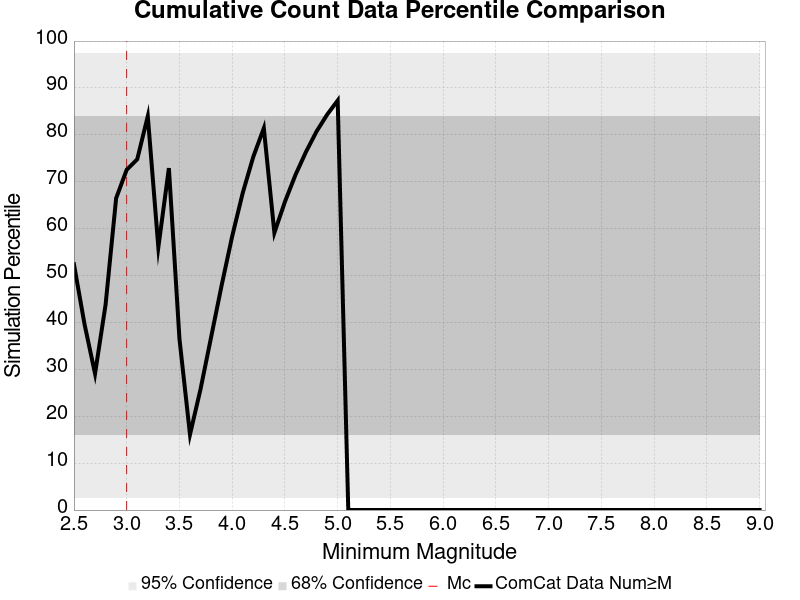 Cumulative Count Data Percentile Comparison
100
90
80
70
60
50
40
30
20
10
0
Simulation Percentile
2.5 3.0 3.5 4.0 4.5 5.0 5.5 6.0 6.5 7.0 7.5 8.0 8.5 9.0
Minimum Magnitude
95% Confidence 68% Confidence Mc ComCat Data Num≥M